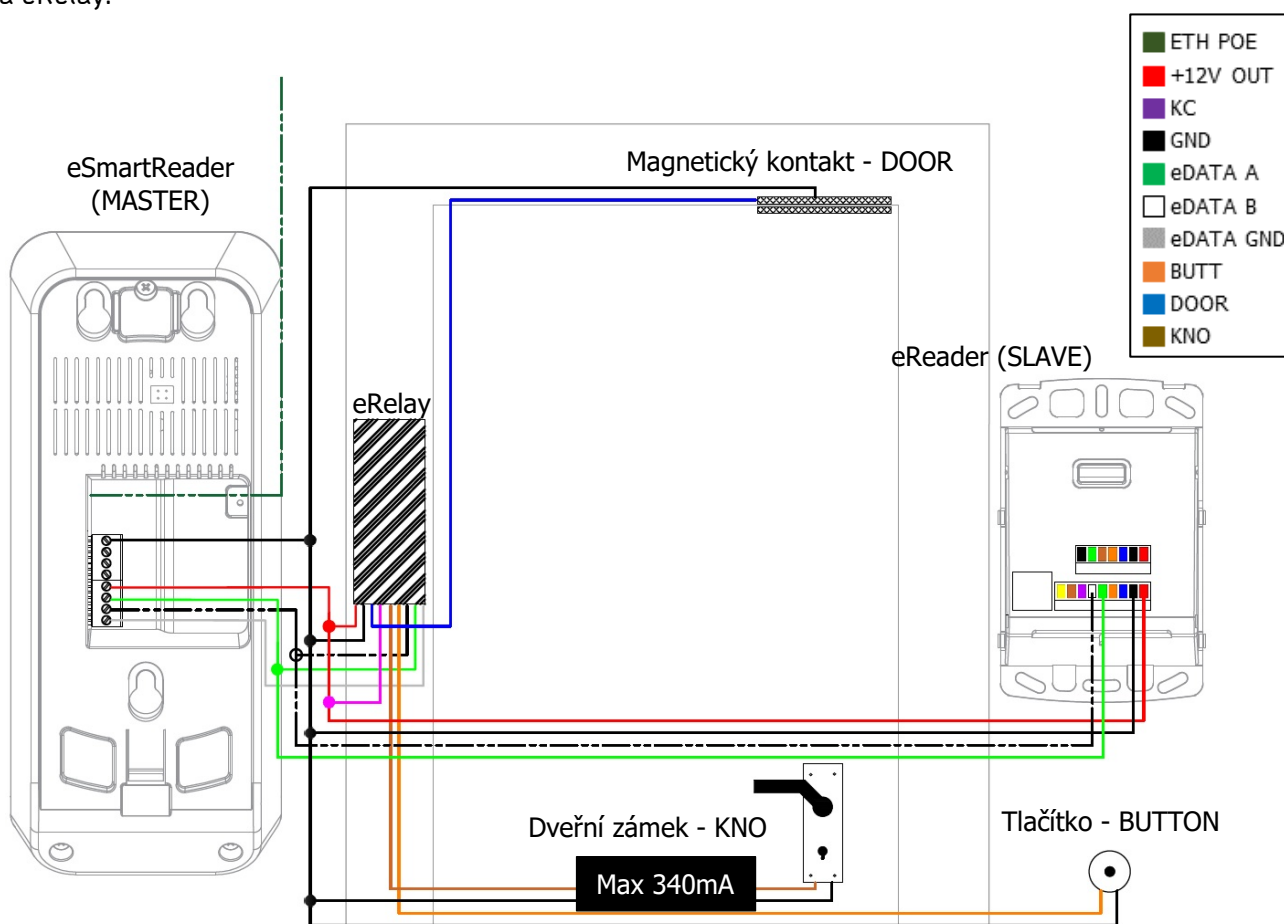 a eRelay.
ETH POE
+12V OUT
KC
GND
eDATA A
eDATA B
eDATA GND
BUTT
DOOR
KNO
eSmartReader
(MASTER)
Magnetický kontakt - DOOR
eReader (SLAVE)
eRelay
Dveřní zámek - KNO
Max 340mA
Tlačítko - BUTTON